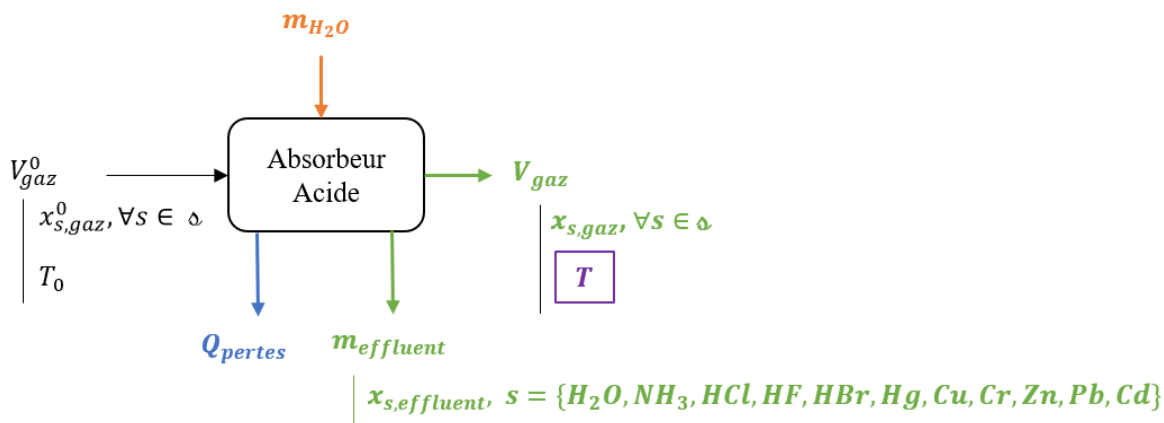 m_{H_2O}
Absorbeur
Acide
V^0_{gaz}
x^0_{s,gaz}, ∀s ∈ 𝓈
T_0
V_{gaz}
x_{s,gaz}, ∀s ∈ 𝓈
T
Q_{pertes}
m_{effluent}
x_{s,effluent}, s = {H_2O, NH_3, HCl, HF, HBr, Hg, Cu, Cr, Zn, Pb, Cd}